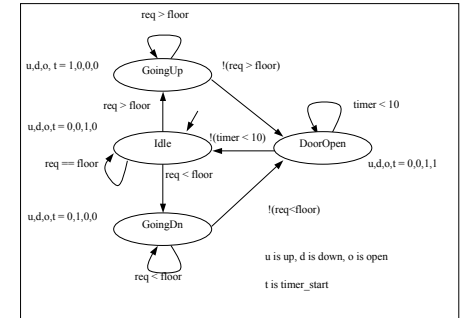 req > floor
u,d,o, t = 1,0,0,0
GoingUp
!(req > floor)
req > floor
timer < 10
u,d,o,t = 0,0,1,0
Idle
!(timer < 10)
DoorOpen
req == floor
req < floor
u,d,o,t = 0,0,1,1
u,d,o,t = 0,1,0,0
GoingDn
!(req<floor)
req < floor
u is up, d is down, o is open
t is timer_start